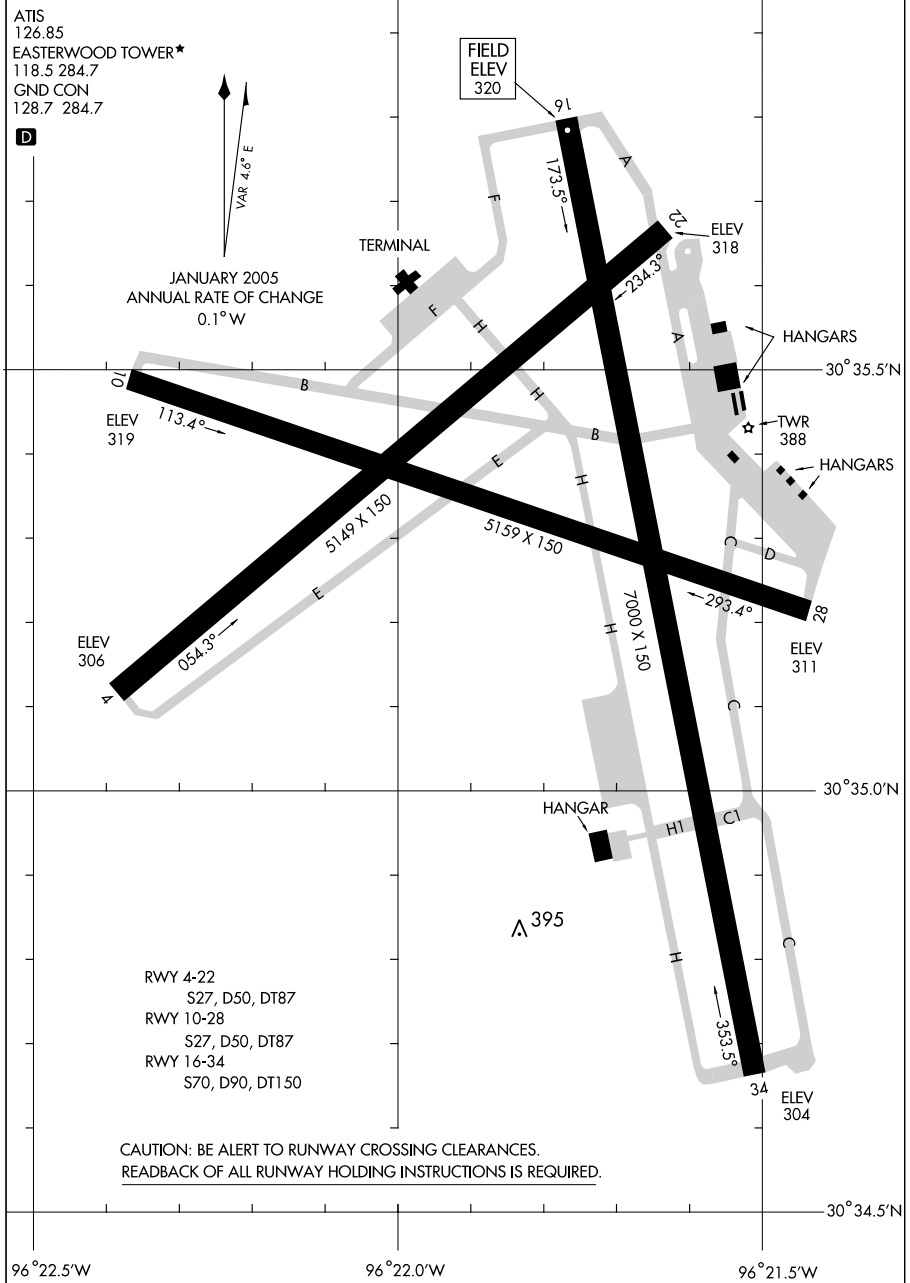 ATIS
126.85
EASTERWOOD TOWER★
118.5 284.7
GND CON
128.7 284.7
D
VAR 4.6° E
JANUARY 2005
ANNUAL RATE OF CHANGE
0.1° W
FIELD
ELEV
320
16
A
173.5°
F
22
ELEV
318
TERMINAL
234.3°
F
H
A
HANGARS
30°35.5'N
10
B
H
ELEV
319
113.4°
B
TWR
388
E
H
HANGARS
5149 X 150
5159 X 150
C
D
E
7000 X 150
293.4°
28
H
ELEV
306
054.3°
ELEV
311
4
C
30°35.0'N
HANGAR
H1
C1
395
C
H
RWY 4-22
S27, D50, DT87
RWY 10-28
S27, D50, DT87
RWY 16-34
S70, D90, DT150
353.5°
34
ELEV
304
CAUTION: BE ALERT TO RUNWAY CROSSING CLEARANCES.
READBACK OF ALL RUNWAY HOLDING INSTRUCTIONS IS REQUIRED.
30°34.5'N
96°22.5'W
96°22.0'W
96°21.5'W